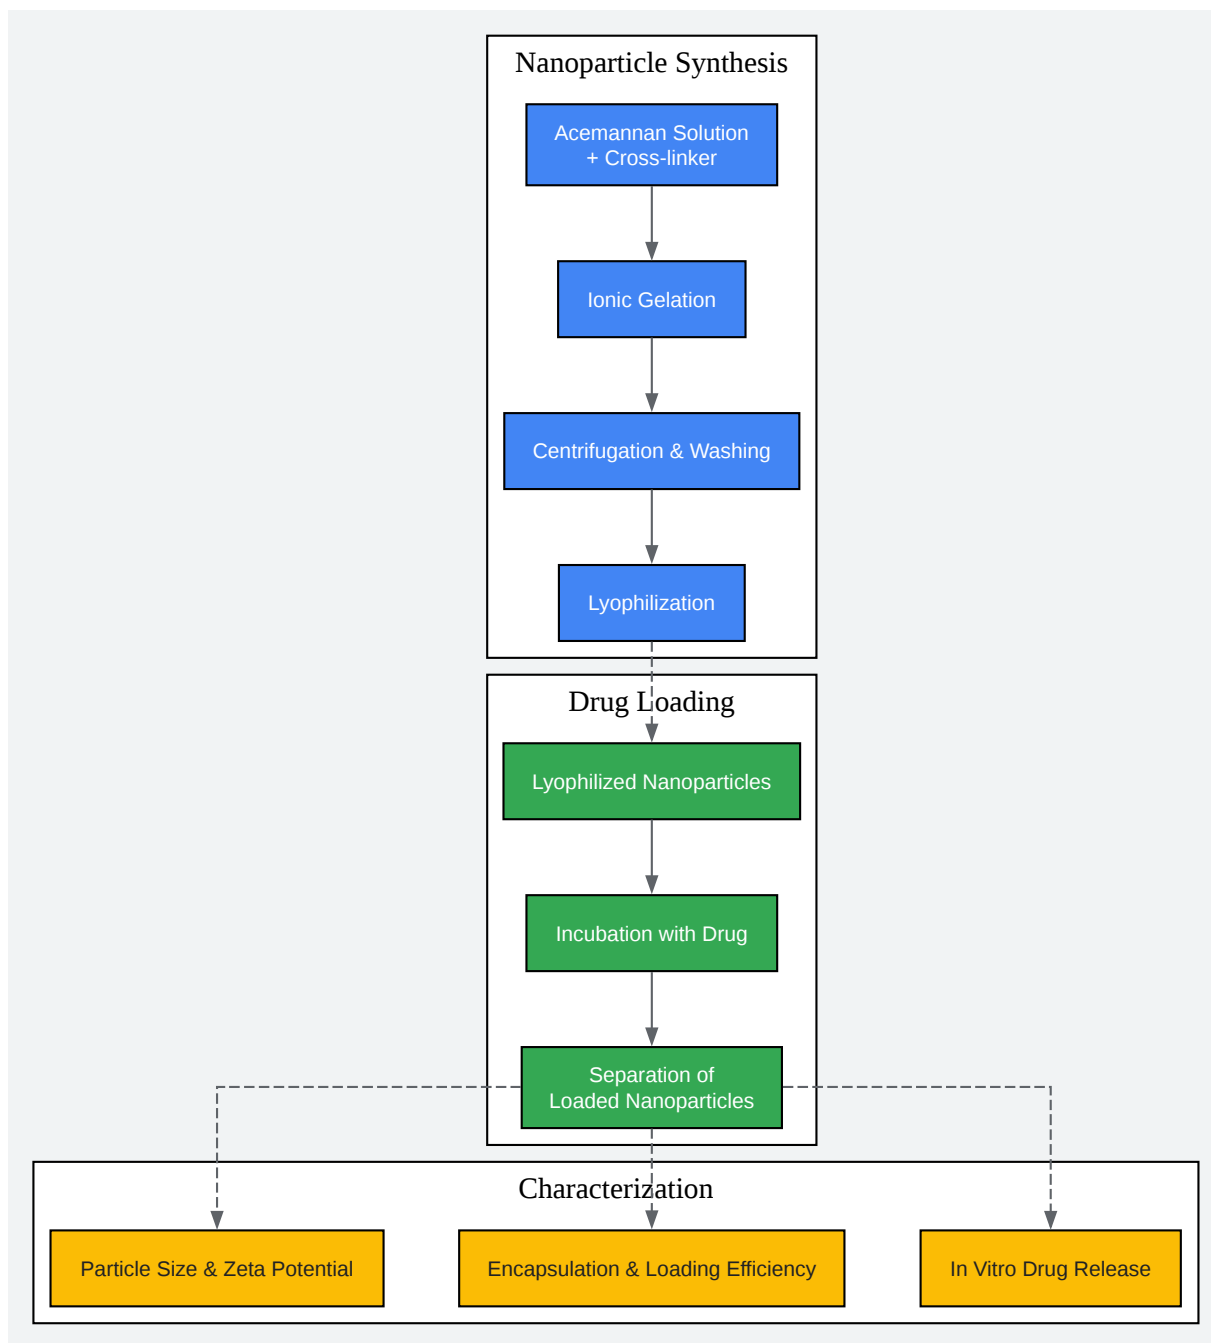 Nanoparticle Synthesis
Acemannan Solution
+ Cross-linker
Ionic Gelation
Centrifugation & Washing
Lyophilization
Drug Loading
Lyophilized Nanoparticles
Incubation with Drug
Separation of
Loaded Nanoparticles
Characterization
Particle Size & Zeta Potential
Encapsulation & Loading Efficiency
In Vitro Drug Release